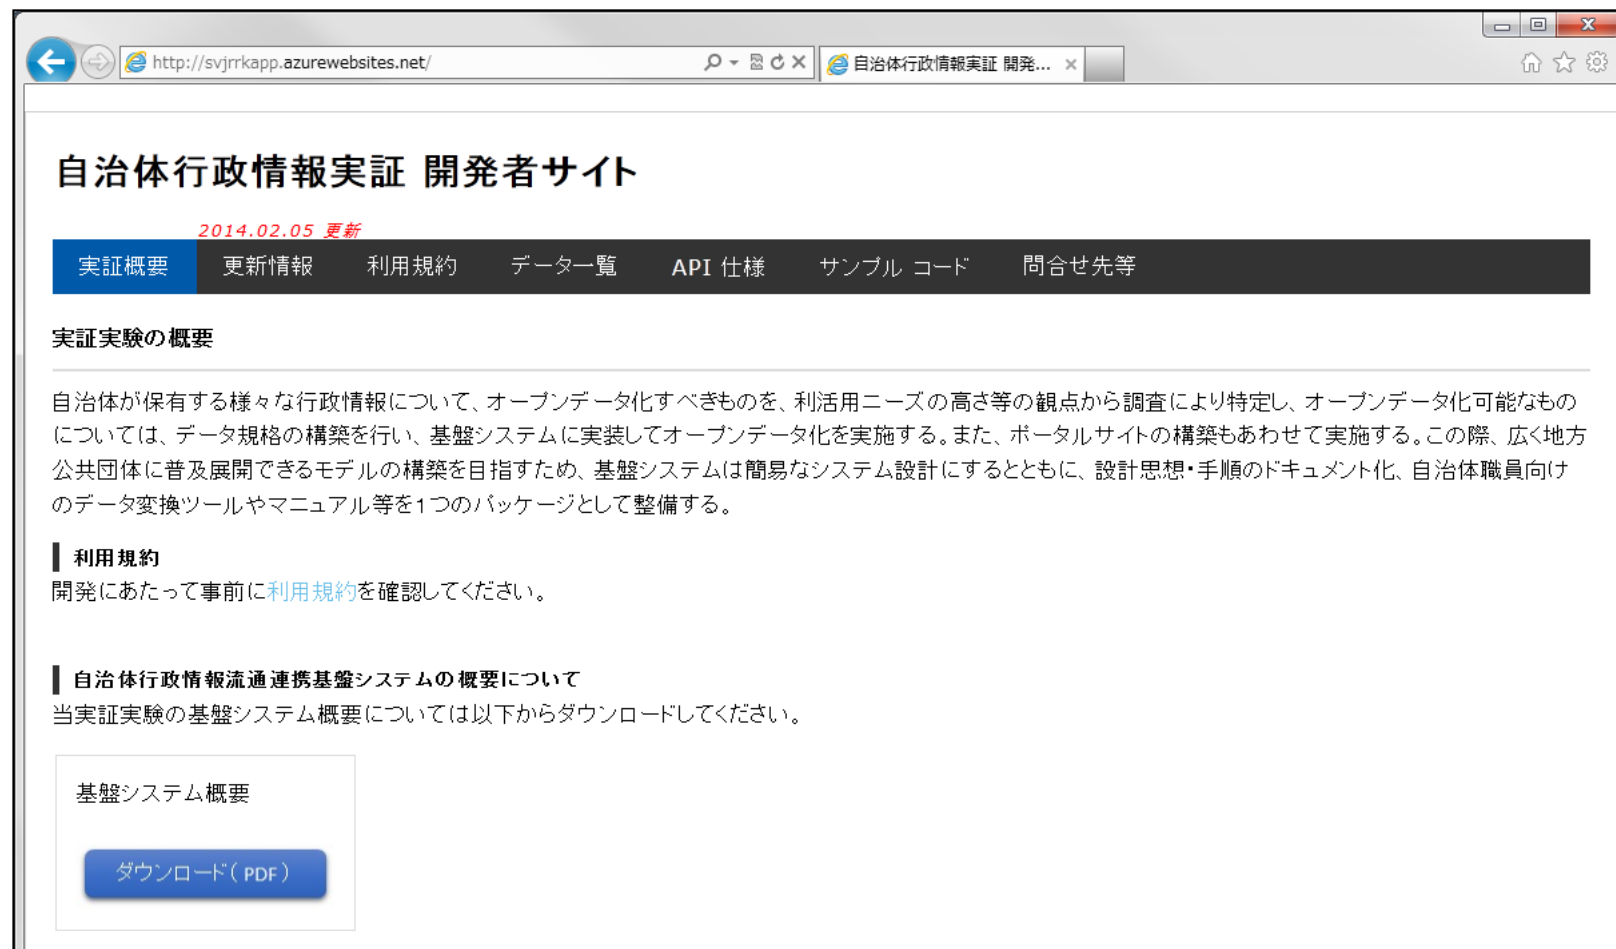 http://svjrrkapp.azurewebsites.net/
自治体行政情報実証 開発...
自治体行政情報実証 開発者サイト
2014.02.05 更新
実証概要 更新情報 利用規約 データ一覧 API 仕様 サンプル コード 問合せ先等
実証実験の概要
自治体が保有する様々な行政情報について、オープンデータ化すべきものを、利活用ニーズの高さ等の観点から調査により特定し、オープンデータ化可能なもの
については、データ規格の構築を行い、基盤システムに実装してオープンデータ化を実施する。また、ポータルサイトの構築もあわせて実施する。この際、広く地方
公共団体に普及展開できるモデルの構築を目指すため、基盤システムは簡易なシステム設計にするとともに、設計思想・手順のドキュメント化、自治体職員向け
のデータ変換ツールやマニュアル等を1つのパッケージとして整備する。
利用規約
開発にあたって事前に利用規約を確認してください。
自治体行政情報流通連携基盤システムの概要について
当実証実験の基盤システム概要については以下からダウンロードしてください。
基盤システム概要
ダウンロード( PDF )